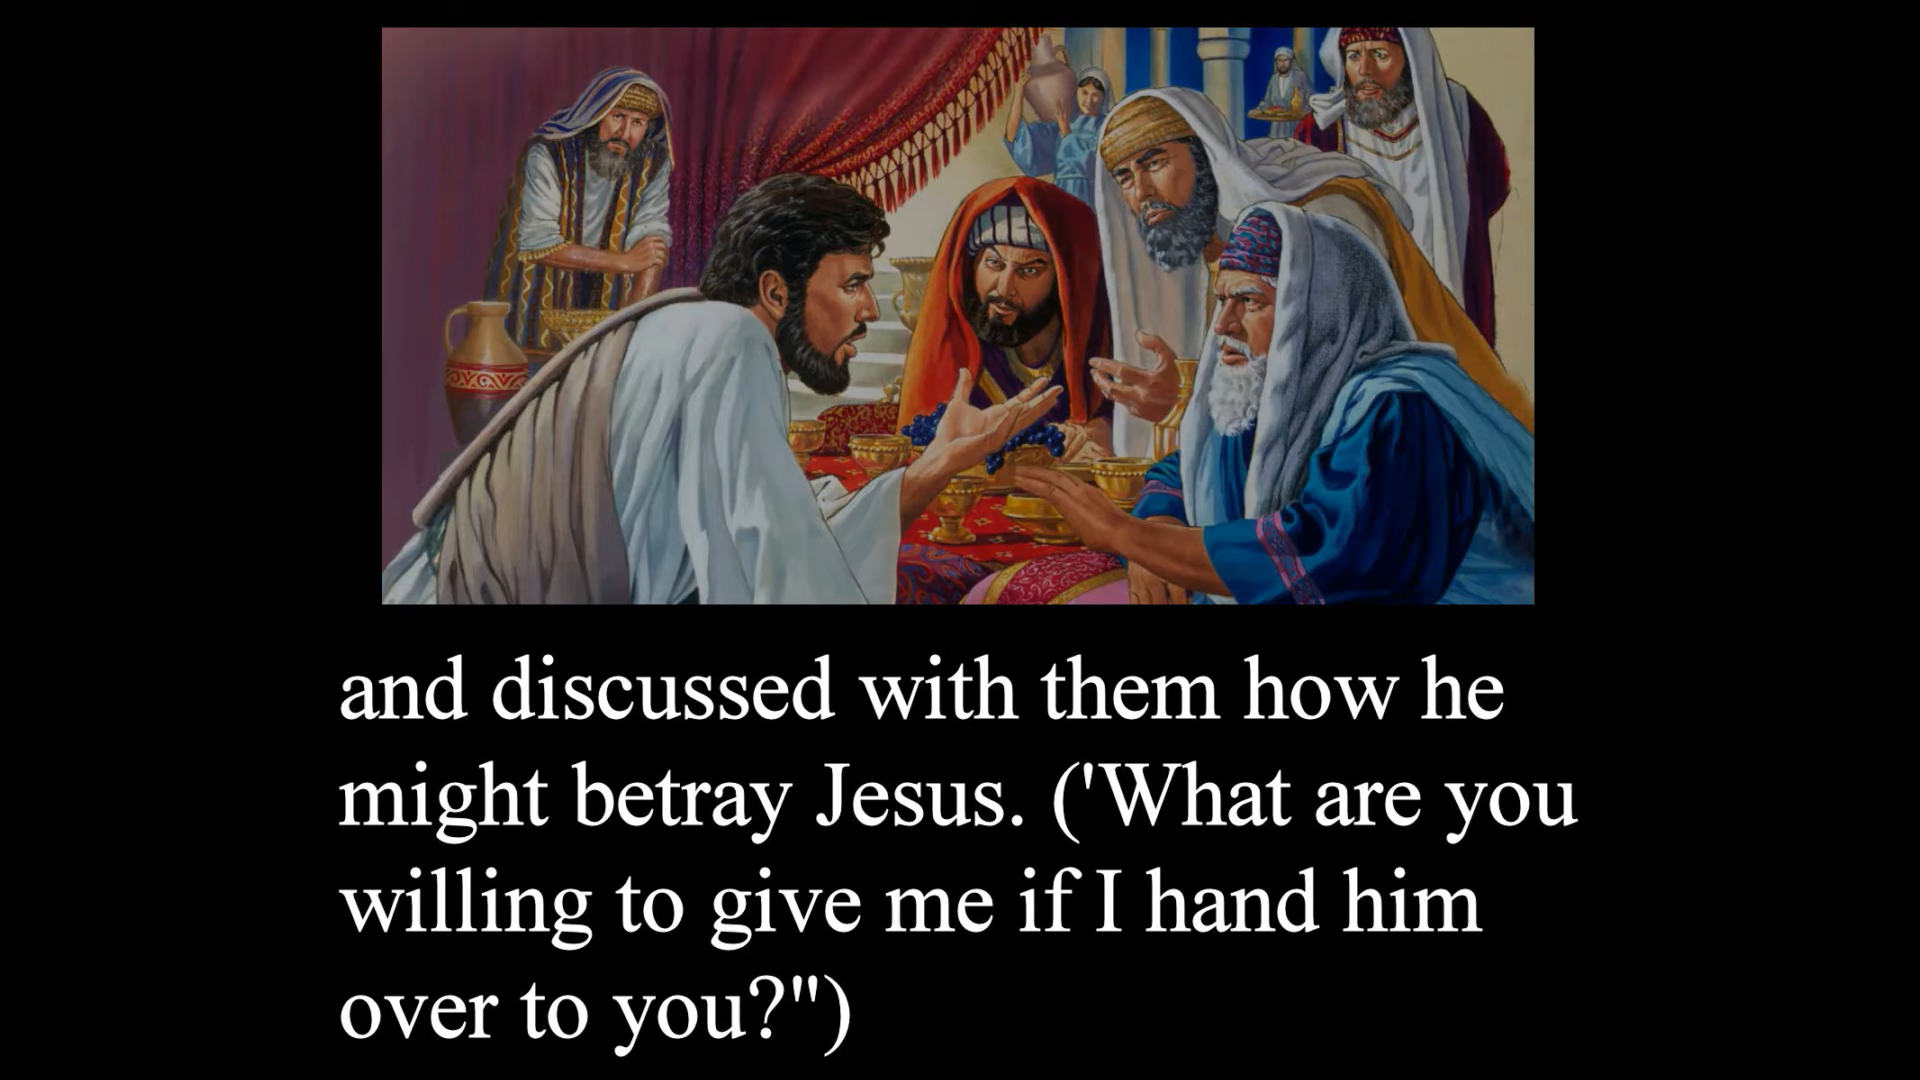 and discussed with them how he
might betray Jesus. ('What are you
willing to give me if I hand him
over to you?")